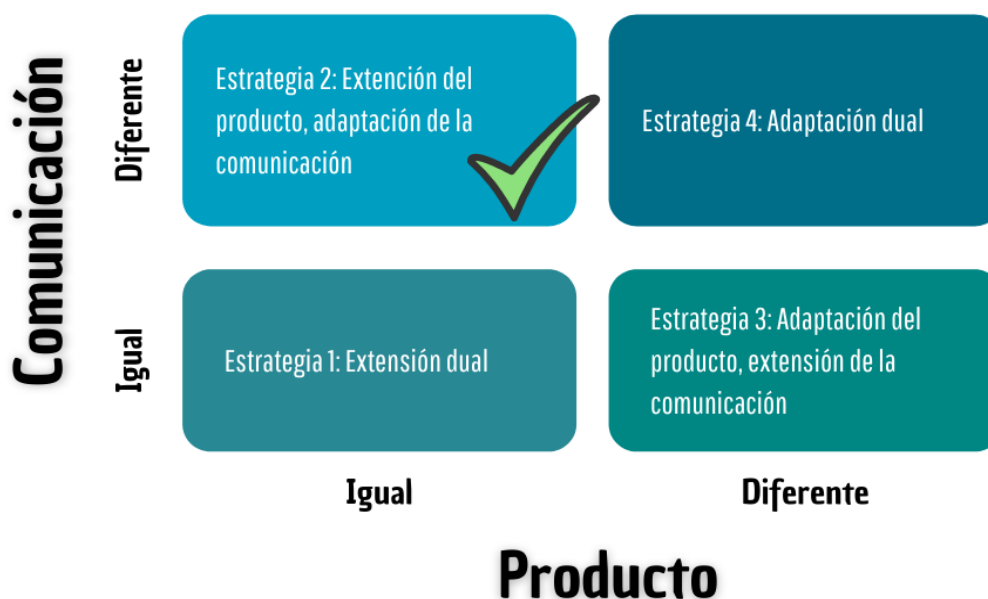 Comunicación
Diferente
Estrategia 2: Extención del
producto, adaptación de la
comunicación
Estrategia 4: Adaptación dual
Igual
Estrategia 1: Extensión dual
Estrategia 3: Adaptación del
producto, extensión de la
comunicación
Igual
Diferente
Producto